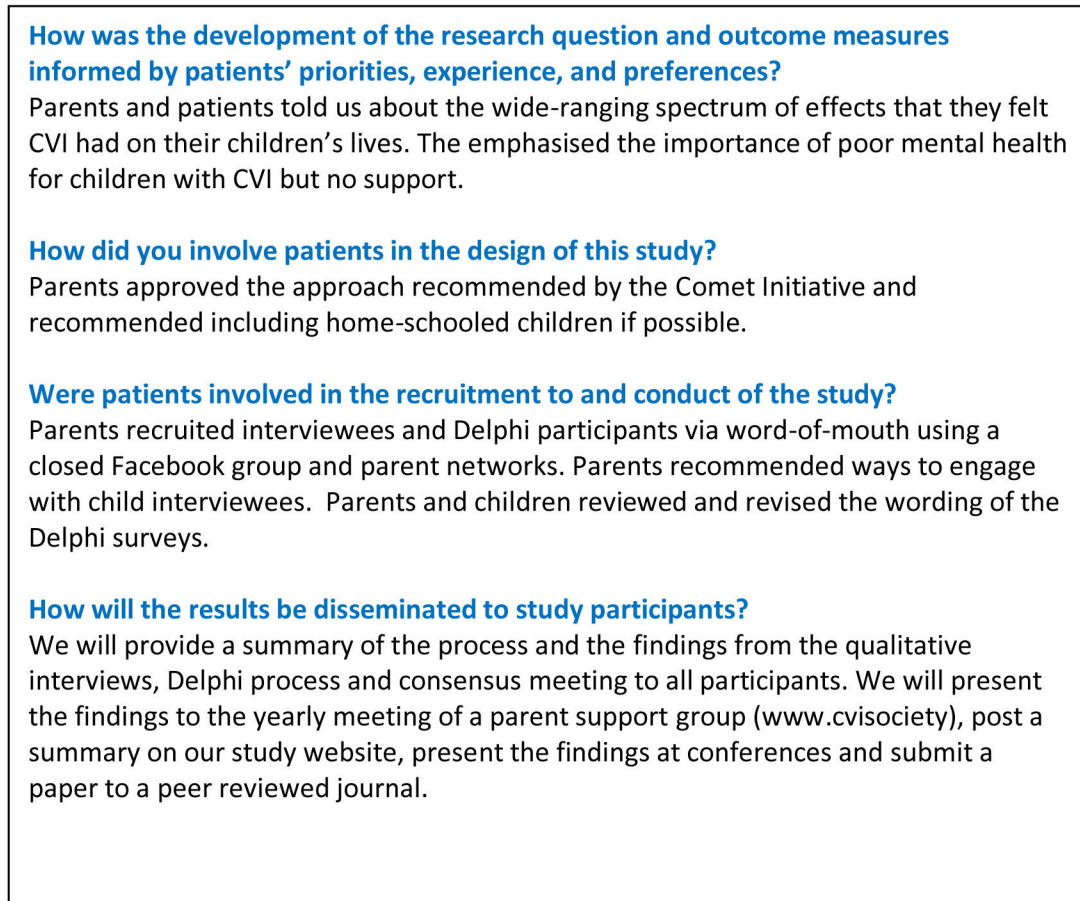 How was the development of the research question and outcome measures
informed by patients’ priorities, experience, and preferences?
Parents and patients told us about the wide-ranging spectrum of effects that they felt
CVI had on their children’s lives. The emphasised the importance of poor mental health
for children with CVI but no support.
How did you involve patients in the design of this study?
Parents approved the approach recommended by the Comet Initiative and
recommended including home-schooled children if possible.
Were patients involved in the recruitment to and conduct of the study?
Parents recruited interviewees and Delphi participants via word-of-mouth using a
closed Facebook group and parent networks. Parents recommended ways to engage
with child interviewees.  Parents and children reviewed and revised the wording of the
Delphi surveys.
How will the results be disseminated to study participants?
We will provide a summary of the process and the findings from the qualitative
interviews, Delphi process and consensus meeting to all participants. We will present
the findings to the yearly meeting of a parent support group (www.cvisociety), post a
summary on our study website, present the findings at conferences and submit a
paper to a peer reviewed journal.